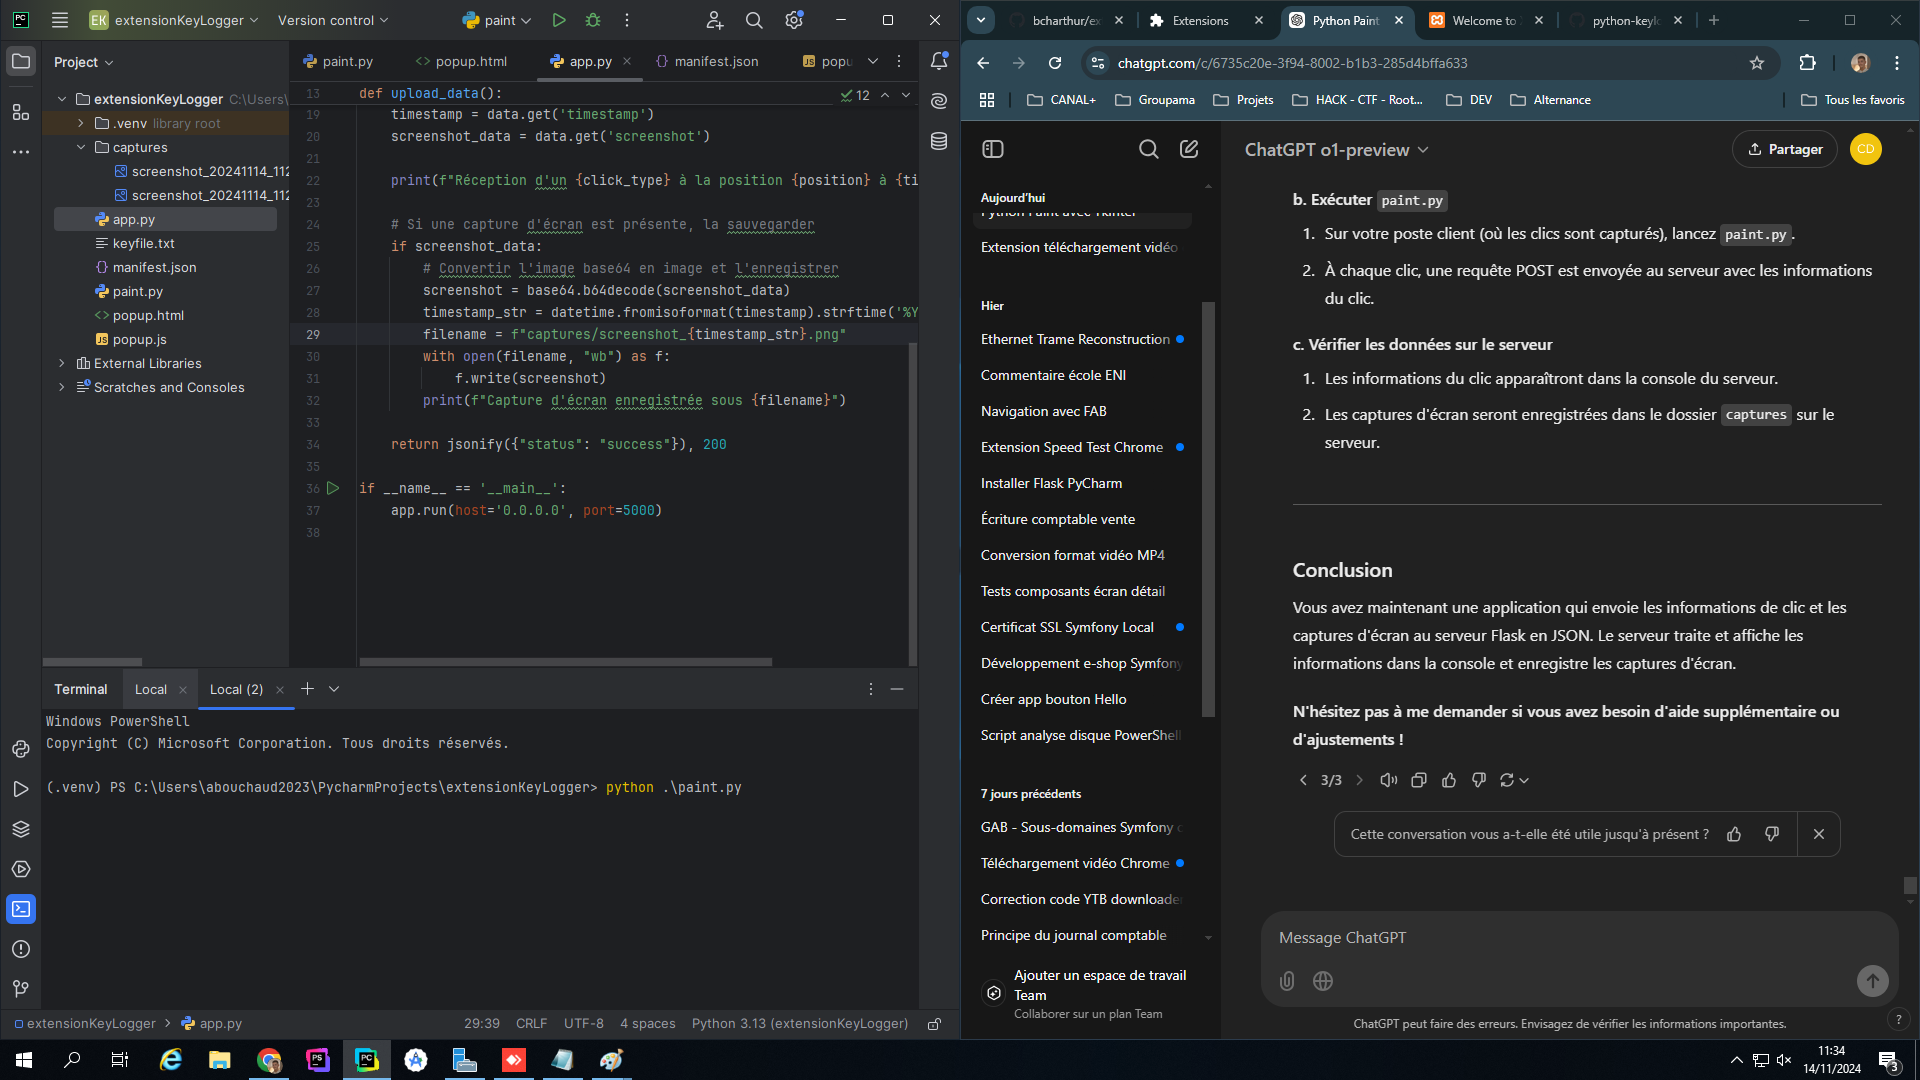 EK extensionKeyLogger
Version control
paint
Project
paint.py
popup.html
app.py
manifest.json
popu
extensionKeyLogger C:\Users\
.venv library root
captures
screenshot_20241114_112
screenshot_20241114_112
app.py
keyfile.txt
manifest.json
paint.py
popup.html
popup.js
External Libraries
Scratches and Consoles
12
13 def upload_data():
19 timestamp = data.get('timestamp')
20 screenshot_data = data.get('screenshot')
21
22 print(f"Réception d'un {click_type} à la position {position} à {ti
23
24 # Si une capture d'écran est présente, la sauvegarder
25 if screenshot_data:
26 # Convertir l'image base64 en image et l'enregistrer
27 screenshot = base64.b64decode(screenshot_data)
28 timestamp_str = datetime.fromisoformat(timestamp).strftime('%Y
29 filename = f"captures/screenshot_{timestamp_str}.png"
30 with open(filename, "wb") as f:
31 f.write(screenshot)
32 print(f"Capture d'écran enregistrée sous {filename}")
33
34 return jsonify({"status": "success"}), 200
35
36 if __name__ == '__main__':
37 app.run(host='0.0.0.0', port=5000)
38
Terminal
Local
Local (2)
Windows PowerShell
Copyright (C) Microsoft Corporation. Tous droits réservés.
(.venv) PS C:\Users\abouchaud2023\PycharmProjects\extensionKeyLogger> python .\paint.py
extensionKeyLogger > app.py
29:39
CRLF
UTF-8
4 spaces
Python 3.13 (extensionKeyLogger)
bcharthur/ex
Extensions
Python Paint
Welcome to
python-keylo
chatgpt.com/c/6735c20e-3f94-8002-b1b3-285d4bffa633
CANAL+
Groupama
Projets
HACK - CTF - Root...
DEV
Alternance
Tous les favoris
ChatGPT o1-preview
Partager
CD
Aujourd'hui
Python Paint avec Tkinter
Extension téléchargement vidéo
Hier
Ethernet Trame Reconstruction
Commentaire école ENI
Navigation avec FAB
Extension Speed Test Chrome
Installer Flask PyCharm
Écriture comptable vente
Conversion format vidéo MP4
Tests composants écran détail
Certificat SSL Symfony Local
Développement e-shop Symfony
Créer app bouton Hello
Script analyse disque PowerShell
7 jours précédents
GAB - Sous-domaines Symfony
Téléchargement vidéo Chrome
Correction code YTB downloader
Principe du journal comptable
Ajouter un espace de travail
Team
Collaborer sur un plan Team
b. Exécuter paint.py
1. Sur votre poste client (où les clics sont capturés), lancez paint.py.
2. À chaque clic, une requête POST est envoyée au serveur avec les informations
du clic.
c. Vérifier les données sur le serveur
1. Les informations du clic apparaîtront dans la console du serveur.
2. Les captures d'écran seront enregistrées dans le dossier captures sur le
serveur.
Conclusion
Vous avez maintenant une application qui envoie les informations de clic et les
captures d'écran au serveur Flask en JSON. Le serveur traite et affiche les
informations dans la console et enregistre les captures d'écran.
N'hésitez pas à me demander si vous avez besoin d'aide supplémentaire ou
d'ajustements !
3/3
Cette conversation vous a-t-elle été utile jusqu'à présent ?
Message ChatGPT
ChatGPT peut faire des erreurs. Envisagez de vérifier les informations importantes.
?
11:34
14/11/2024
3